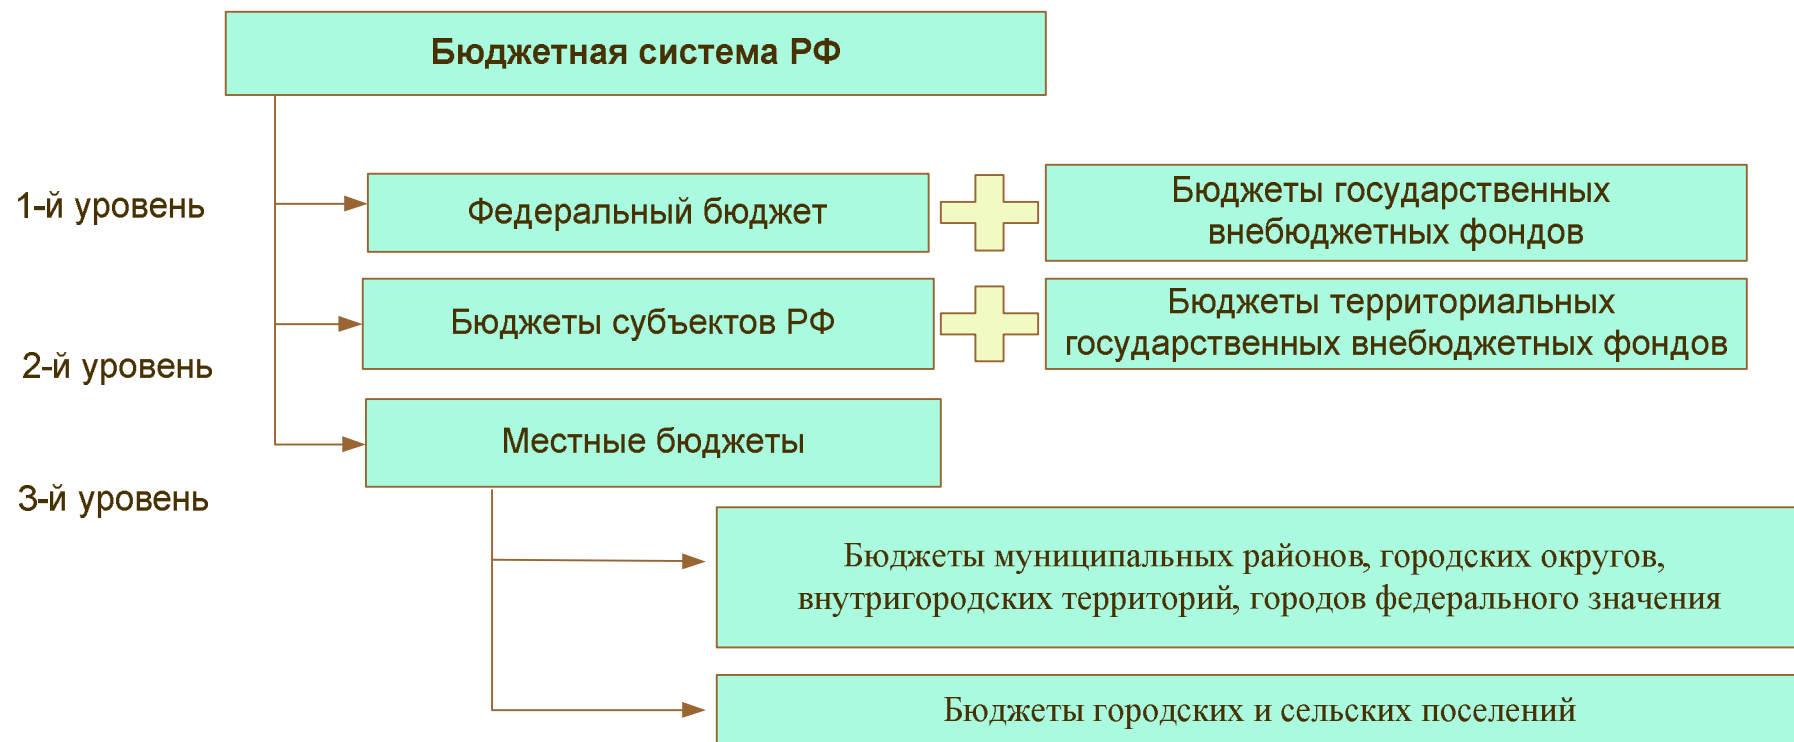 Бюджетная система РФ
1-й уровень
Федеральный бюджет
Бюджеты государственных
внебюджетных фондов
2-й уровень
Бюджеты субъектов РФ
Бюджеты территориальных
государственных внебюджетных фондов
3-й уровень
Местные бюджеты
Бюджеты муниципальных районов, городских округов,
внутригородских территорий, городов федерального значения
Бюджеты городских и сельских поселений